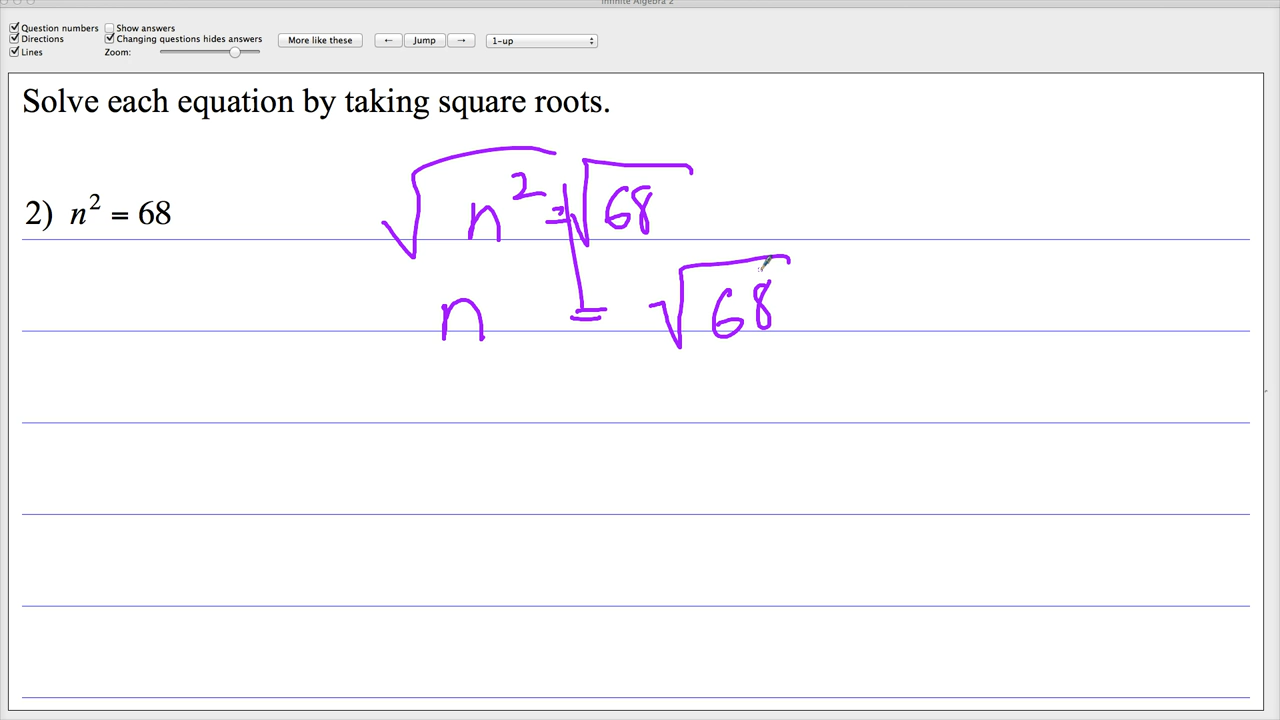 Infinite Algebra 2
Question numbers Show answers
Directions Changing questions hides answers More like these ← Jump → 1-up
Lines Zoom:
Solve each equation by taking square roots.
2) n² = 68
√n² = √68
n = √68